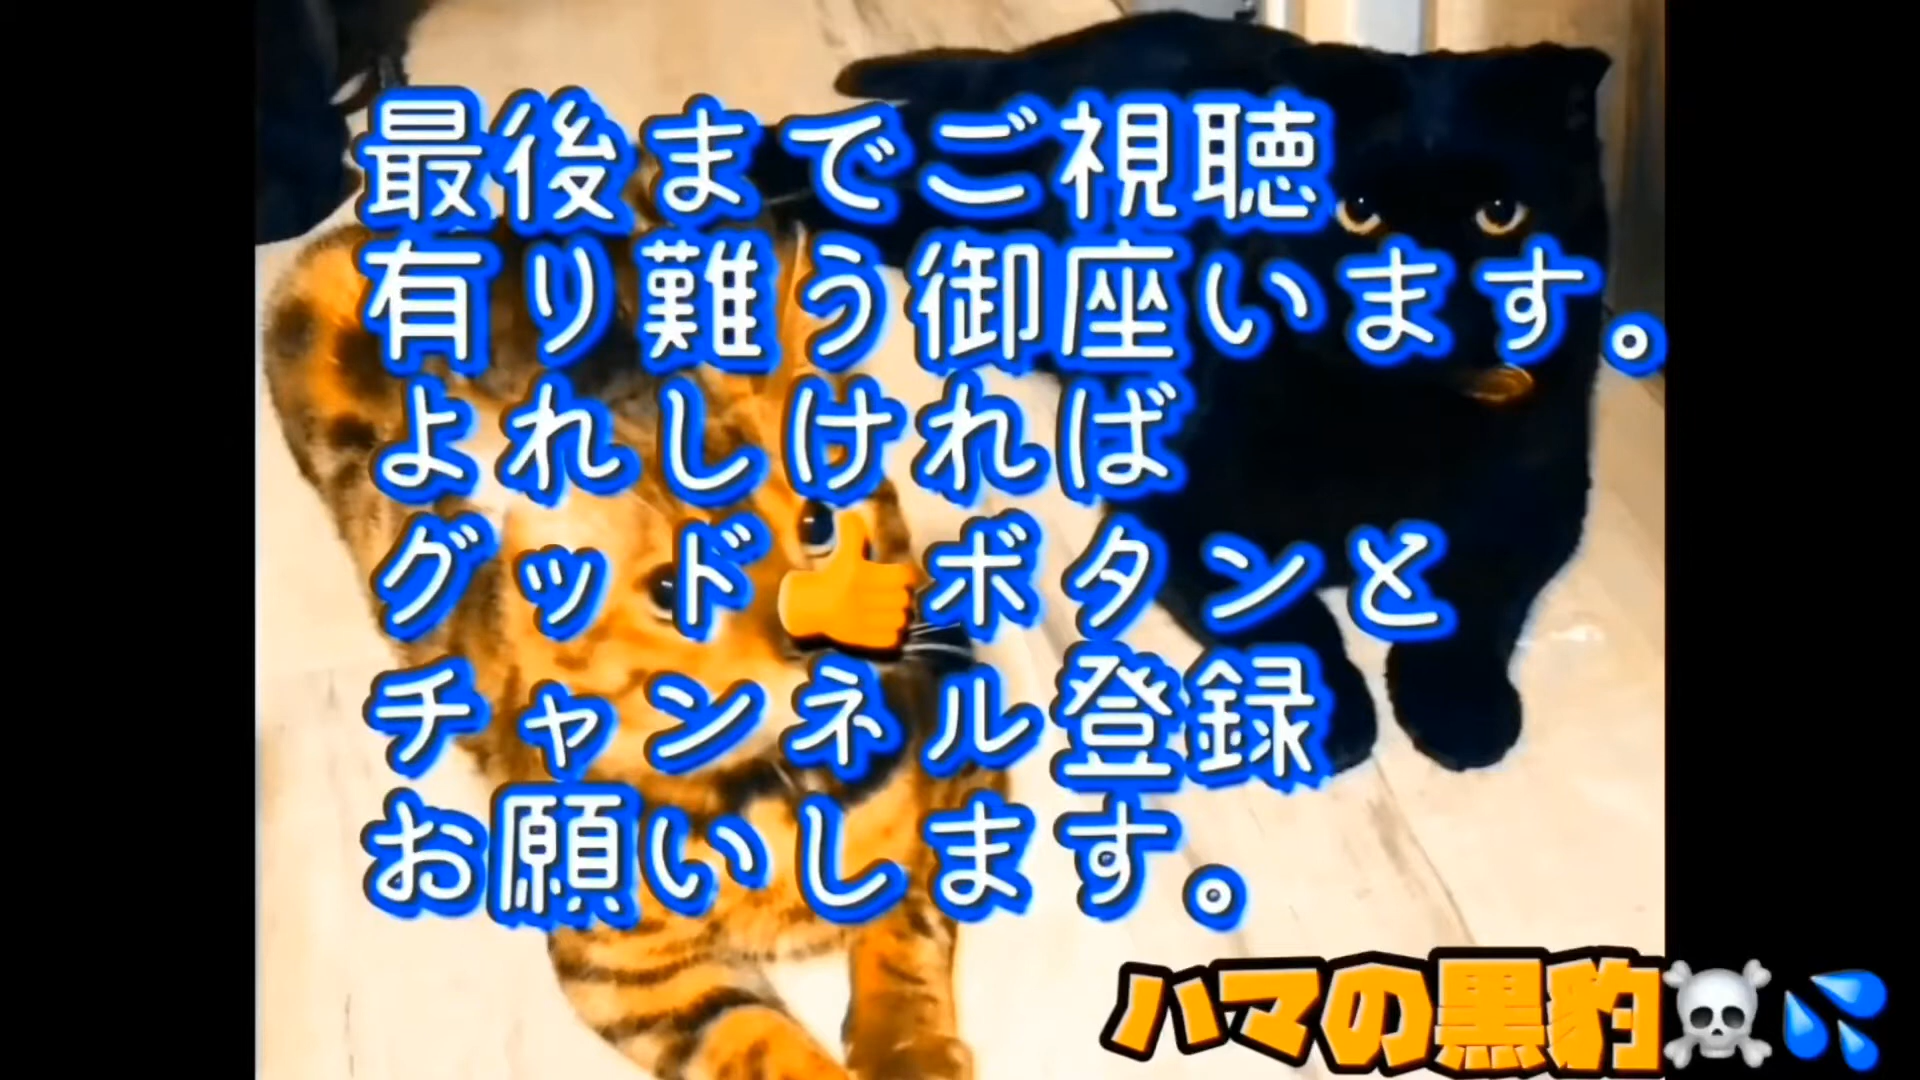 最後までご視聴
有り難う御座います。
よれしければ
グッド👍ボタンと
チャンネル登録
お願いします。
ハマの黒豹☠️💦